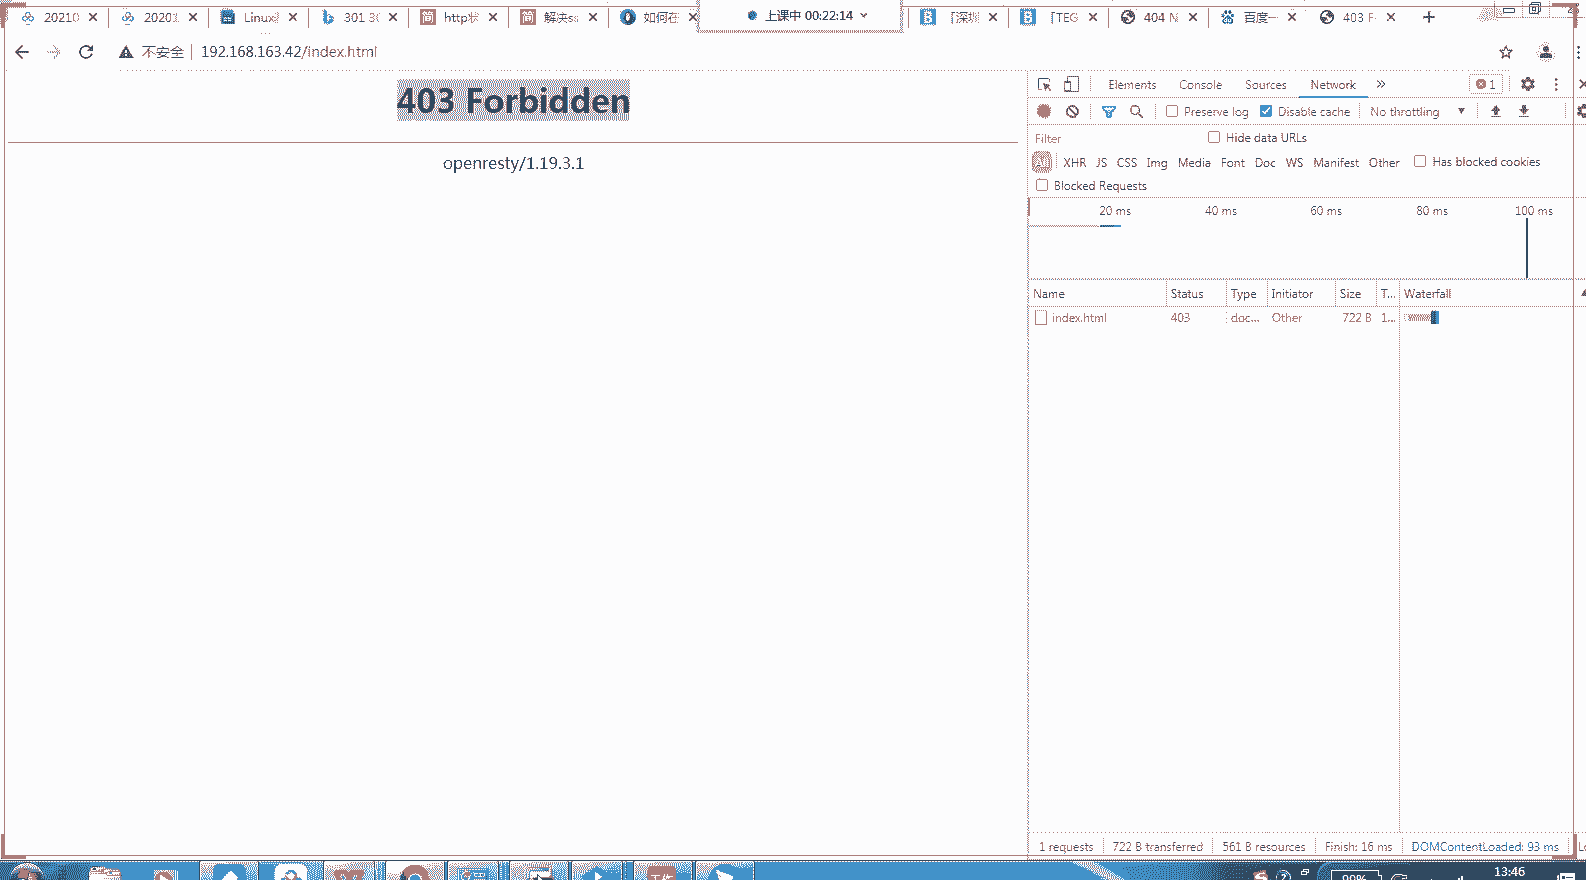 20210
20201
Linux
301 3
http状
解决ss
如何在
上课中 00:22:14
「深圳
「TEG
404 N
百度一
403 F
不安全 192.168.163.42/index.html
403 Forbidden
openresty/1.19.3.1
Elements Console Sources Network 1
Preserve log Disable cache No throttling
Filter Hide data URLs
All XHR JS CSS Img Media Font Doc WS Manifest Other Has blocked cookies
Blocked Requests
20 ms 40 ms 60 ms 80 ms 100 ms
Name Status Type Initiator Size T... Waterfall
index.html 403 doc... Other 722 B 1...
1 requests 722 B transferred 561 B resources Finish: 16 ms DOMContentLoaded: 93 ms
99%
13:46